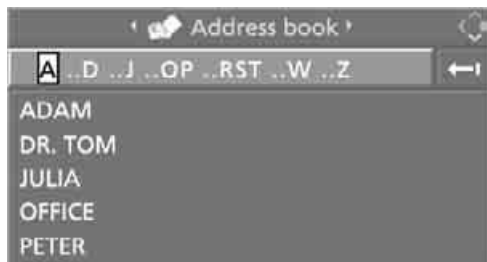 Address book
A ..D ..J ..OP ..RST ..W ..Z
ADAM
DR. TOM
JULIA
OFFICE
PETER